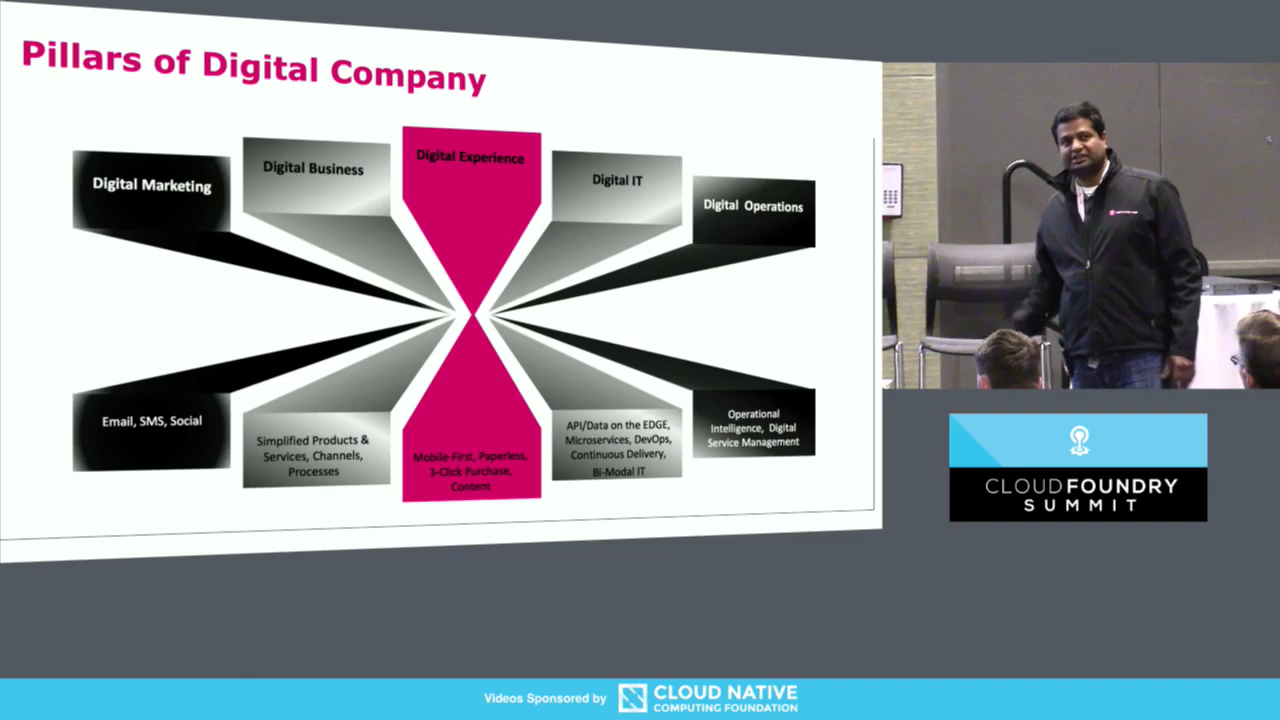 Pillars of Digital Company
Digital Marketing
Digital Business
Digital Experience
Digital IT
Digital Operations
Email, SMS, Social
Simplified Products &
Services, Channels,
Processes
Mobile-First, Paperless,
3-Click Purchase,
Content
API/Data on the EDGE,
Microservices, DevOps,
Continuous Delivery,
Bi-Modal IT
Operational
Intelligence, Digital
Service Management
CLOUDFOUNDRY
SUMMIT
Videos Sponsored by
CLOUD NATIVE
COMPUTING FOUNDATION